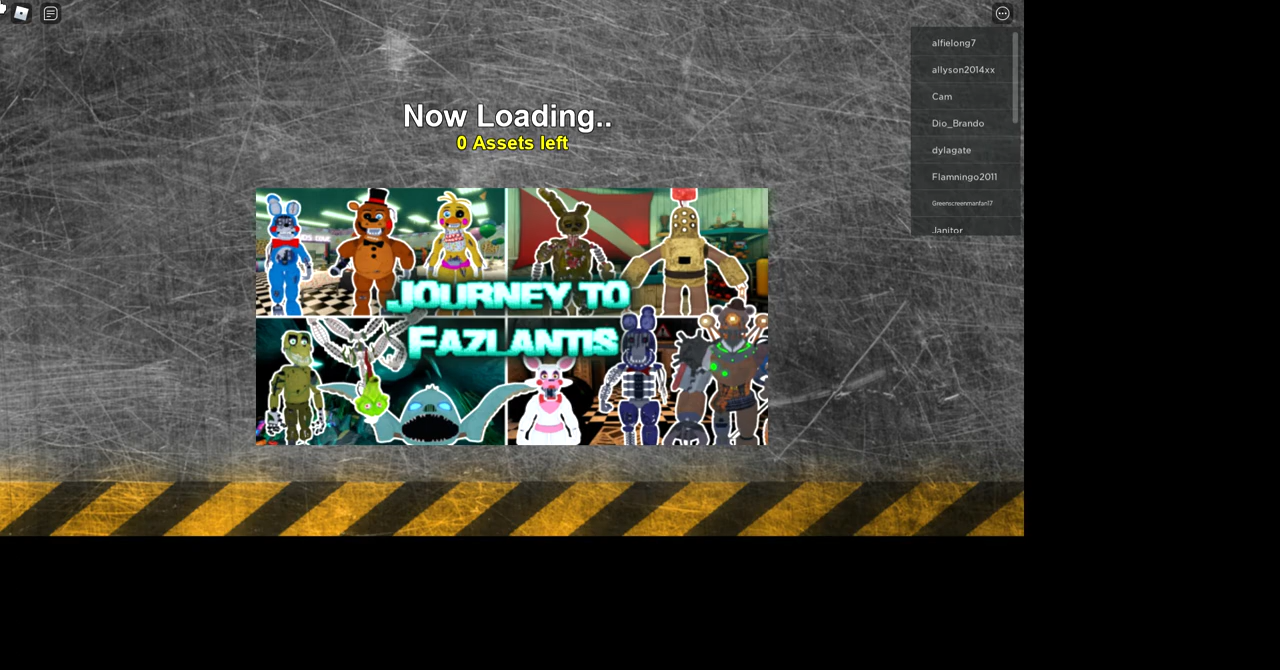 Now Loading..
0 Assets left
JOURNEY TO
FAZLANTIS
alfielong7
allyson2014xx
Cam
Dio_Brando
dylagate
Flamningo2011
Greenscreenmanfan17
Janitor